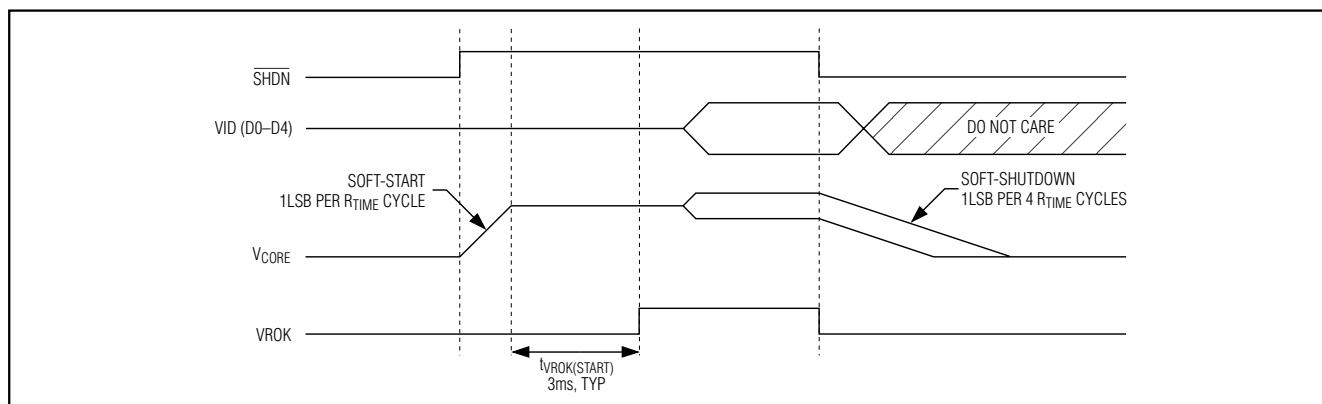 SHDN
VID (D0–D4)
DO NOT CARE
SOFT-START
1LSB PER RTIME CYCLE
SOFT-SHUTDOWN
1LSB PER 4 RTIME CYCLES
VCORE
VROK
tVROK(START)
3ms, TYP